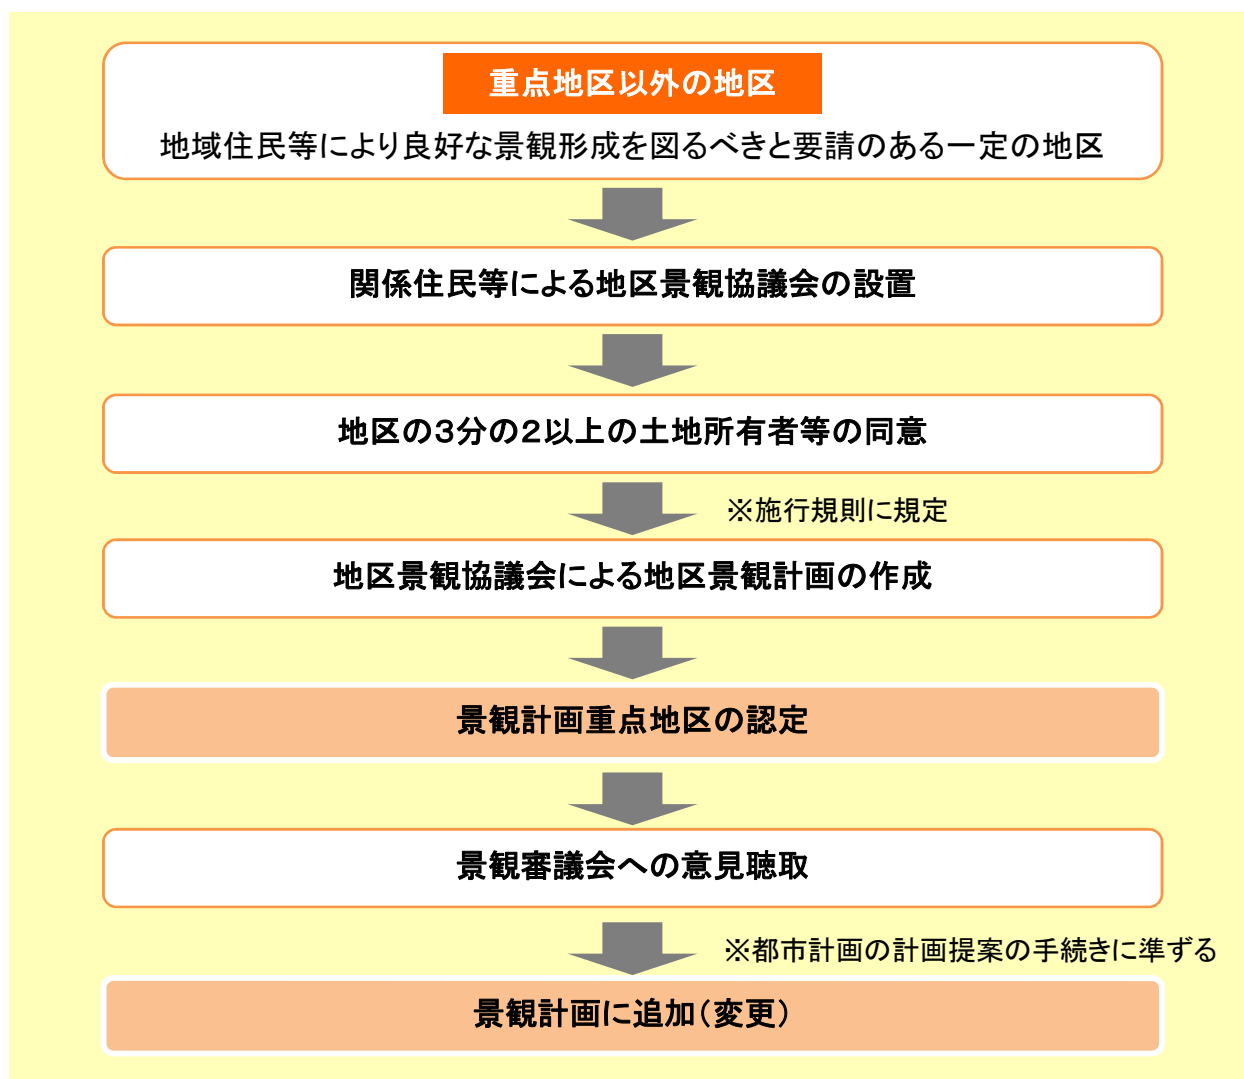 重点地区以外の地区
地域住民等により良好な景観形成を図るべきと要請のある一定の地区
関係住民等による地区景観協議会の設置
地区の3分の2以上の土地所有者等の同意
※施行規則に規定
地区景観協議会による地区景観計画の作成
景観計画重点地区の認定
景観審議会への意見聴取
※都市計画の計画提案の手続きに準ずる
景観計画に追加(変更)